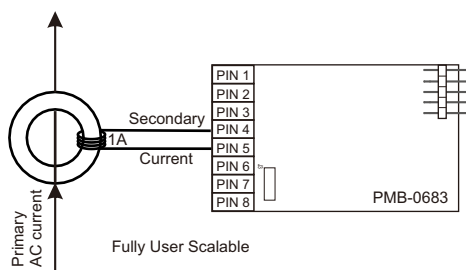 PIN 1
PIN 2
PIN 3
PIN 4
PIN 5
PIN 6
PIN 7
PIN 8
Secondary
1A
Current
Primary
AC current
PMB-0683
Fully User Scalable